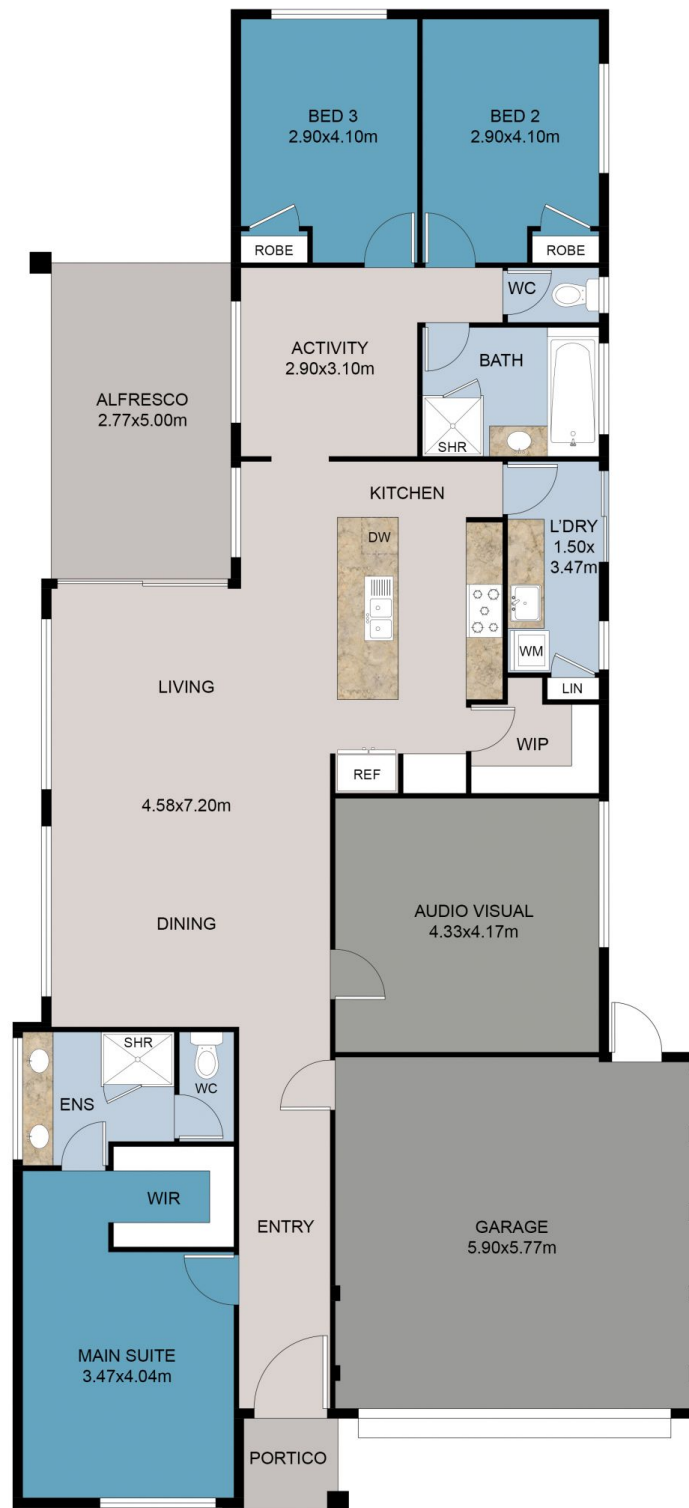 BED 3
2.90x4.10m
BED 2
2.90x4.10m
ROBE
ROBE
WC
ACTIVITY
2.90x3.10m
BATH
SHR
ALFRESCO
2.77x5.00m
KITCHEN
DW
L'DRY
1.50x
3.47m
WM
LIN
LIVING
WIP
REF
4.58x7.20m
DINING
AUDIO VISUAL
4.33x4.17m
SHR
WC
ENS
WIR
ENTRY
GARAGE
5.90x5.77m
MAIN SUITE
3.47x4.04m
PORTICO